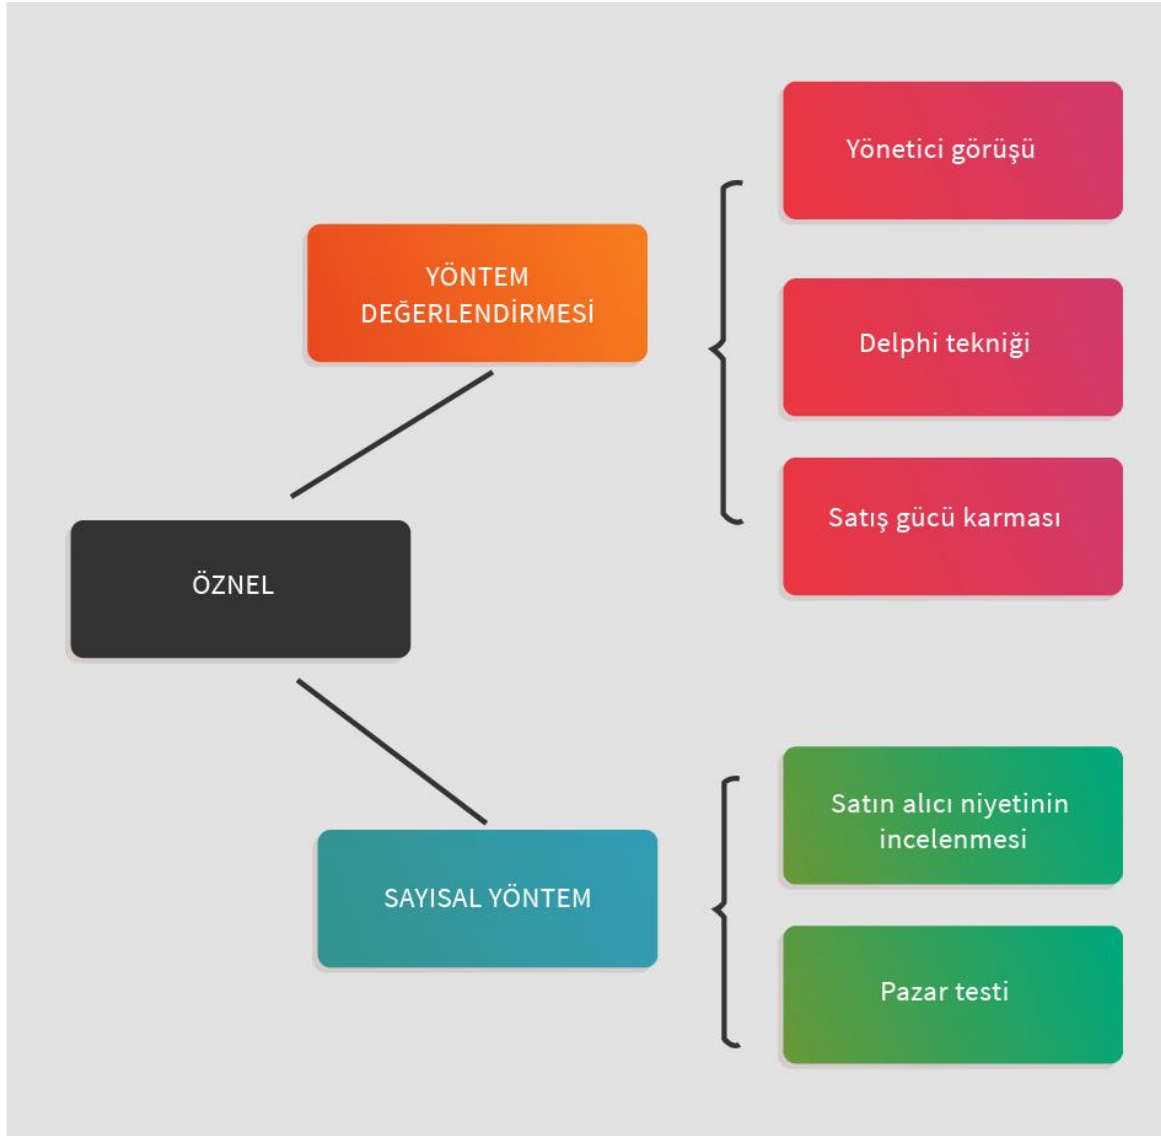 Yönetici görüşü
YÖNTEM
DEĞERLENDİRMESİ
Delphi tekniği
Satış gücü karması
ÖZNEL
Satın alıcı niyetinin
incelenmesi
SAYISAL YÖNTEM
Pazar testi